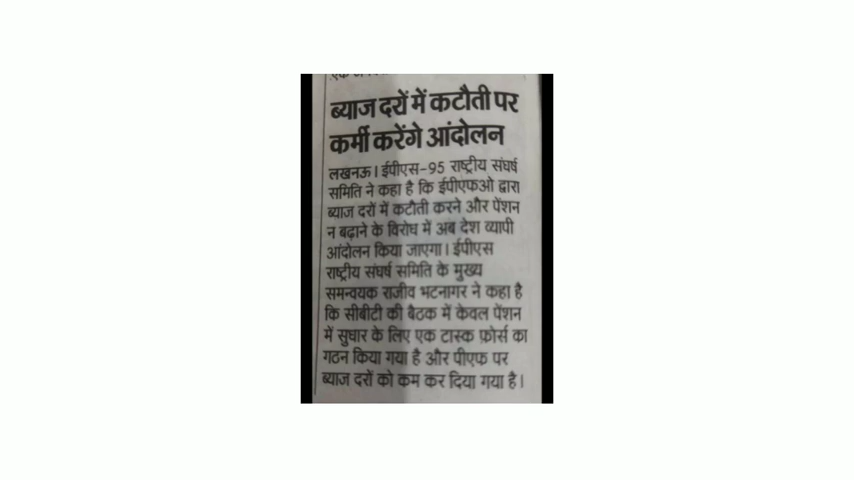 ब्याज दरों में कटौती पर
कर्मी करेंगे आंदोलन
लखनऊ। ईपीएस-95 राष्ट्रीय संघर्ष
समिति ने कहा है कि ईपीएफओ द्वारा
ब्याज दरों में कटौती करने और पेंशन
न बढ़ाने के विरोध में अब देश व्यापी
आंदोलन किया जाएगा। ईपीएस
राष्ट्रीय संघर्ष समिति के मुख्य
समन्वयक राजीव भटनागर ने कहा है
कि सीबीटी की बैठक में केवल पेंशन
में सुधार के लिए एक टास्क फ़ोर्स का
गठन किया गया है और पीएफ पर
ब्याज दरों को कम कर दिया गया है।